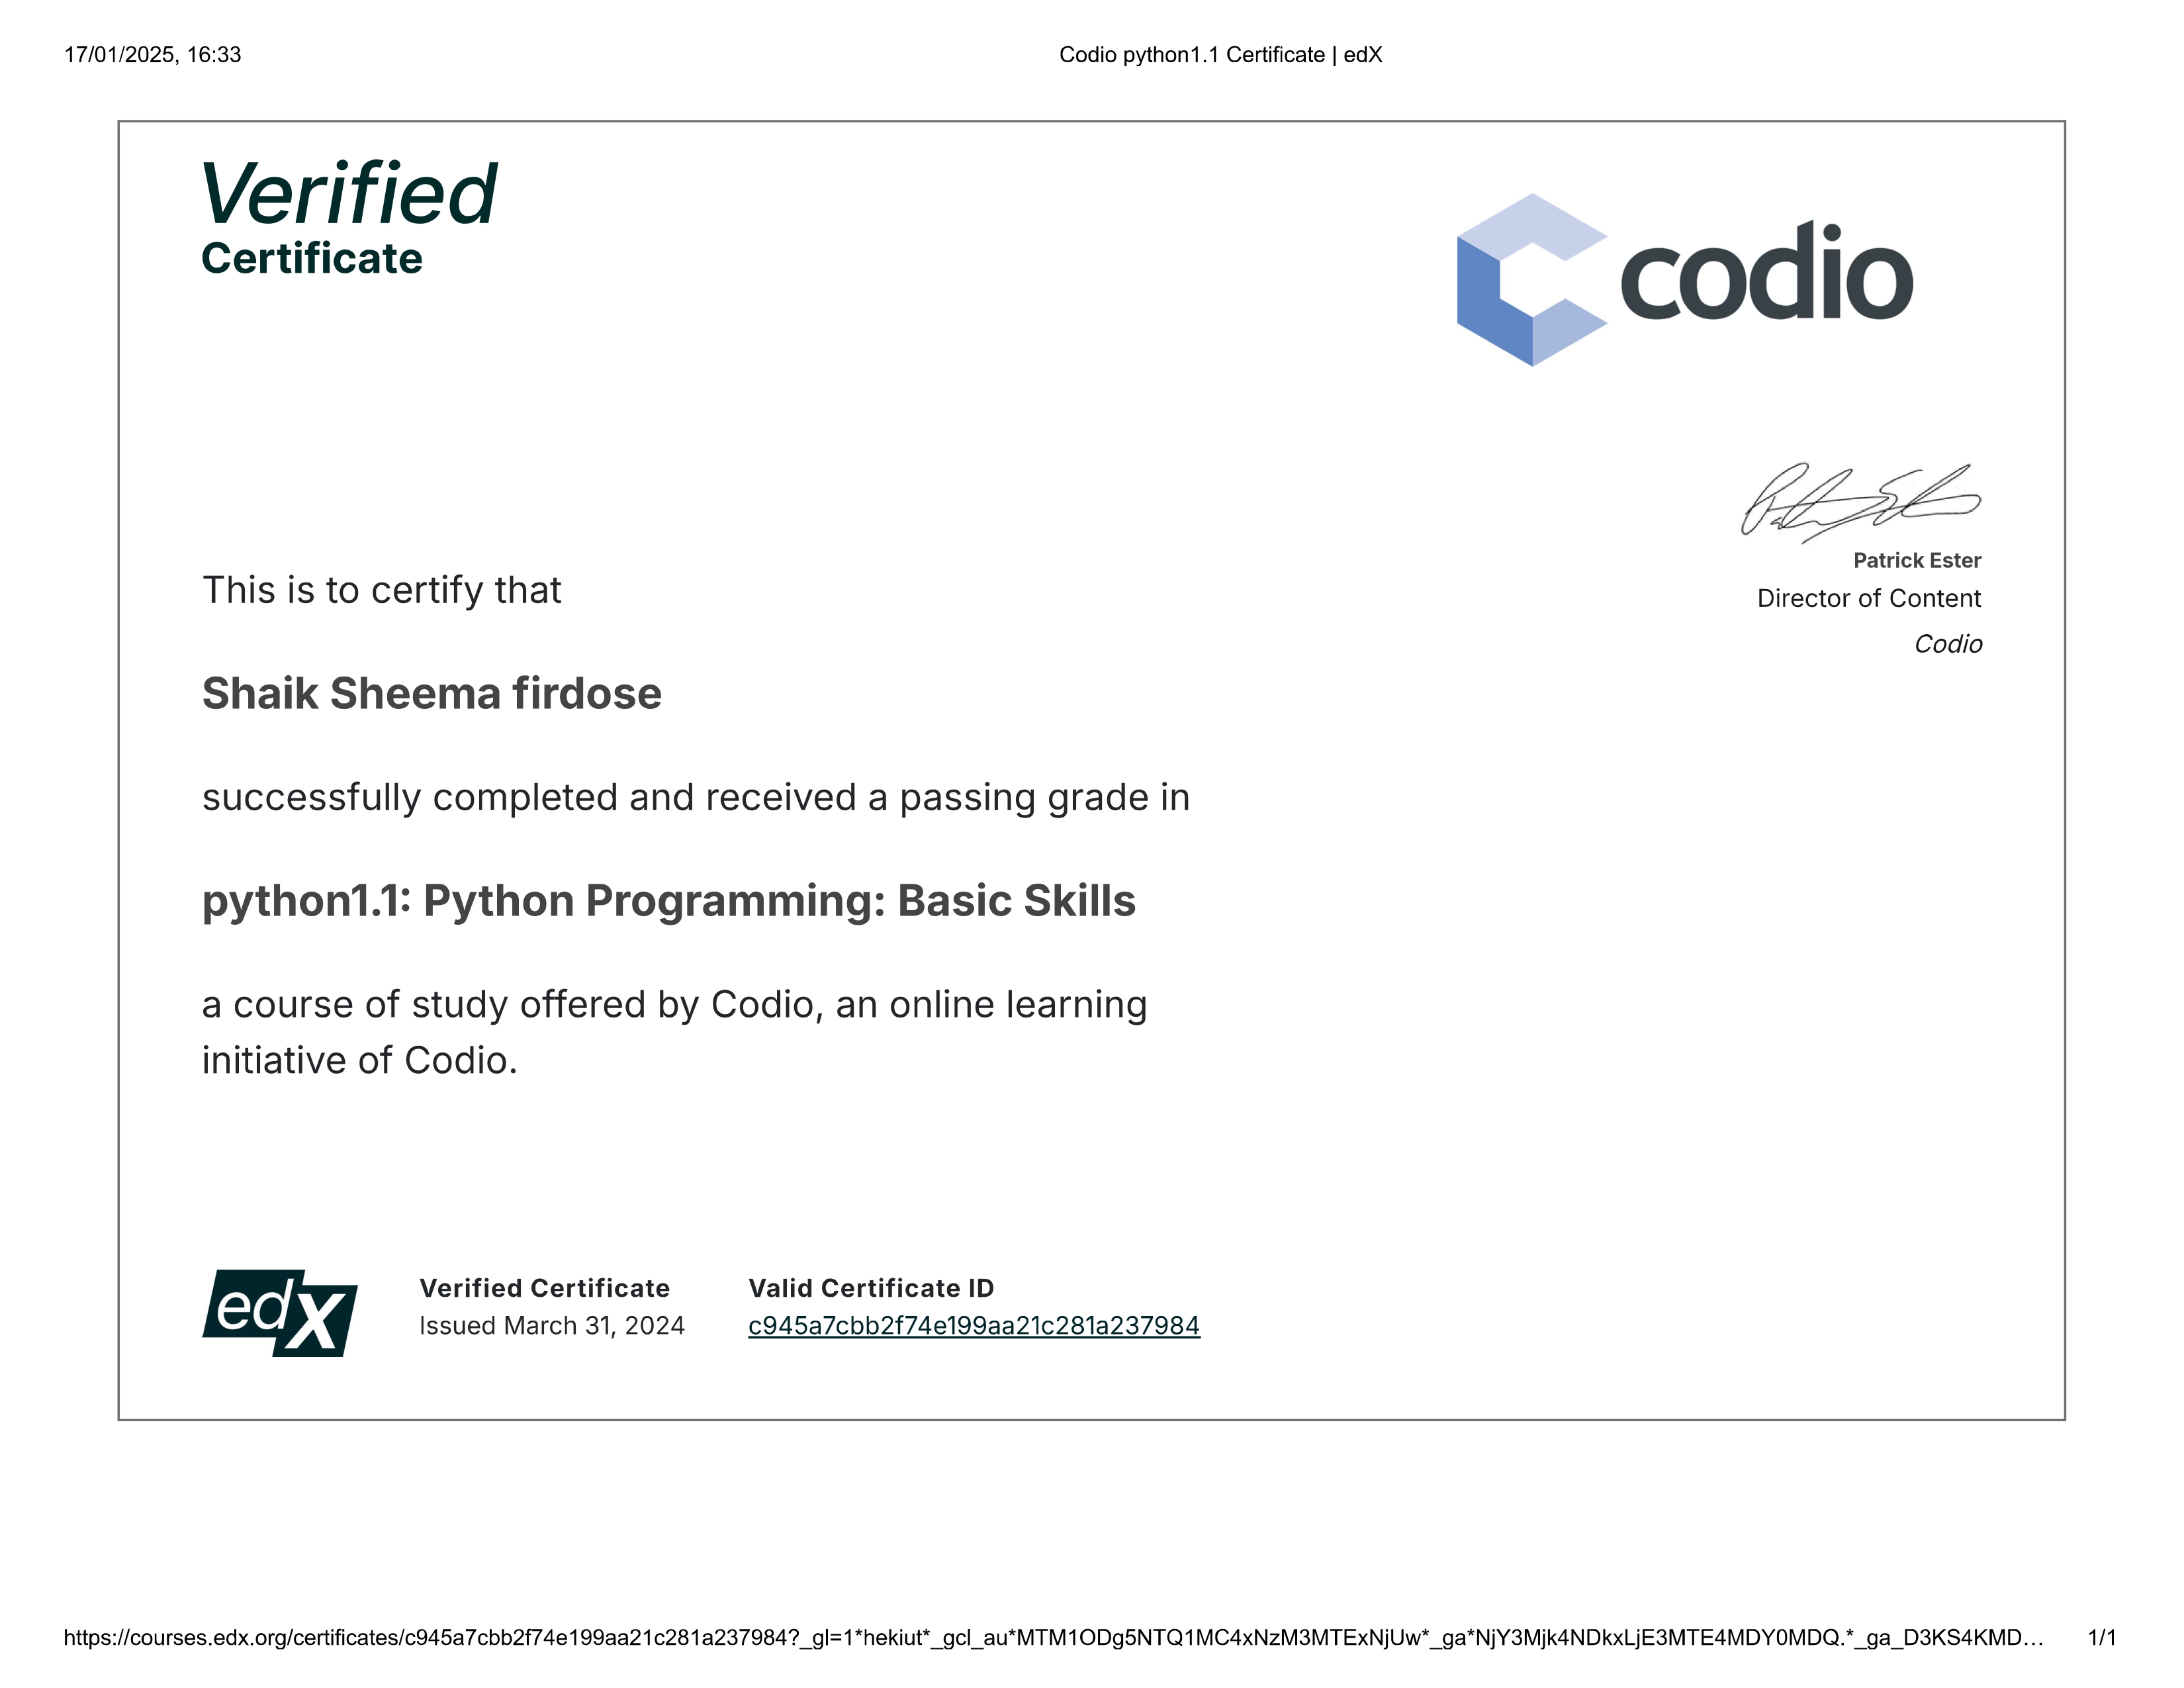 17/01/2025, 16:33 Codio python1.1 Certificate | edX
Verified
Certificate
codio
Patrick Ester
Director of Content
Codio
This is to certify that
Shaik Sheema firdose
successfully completed and received a passing grade in
python1.1: Python Programming: Basic Skills
a course of study offered by Codio, an online learning
initiative of Codio.
edX
Verified Certificate Valid Certificate ID
Issued March 31, 2024 c945a7cbb2f74e199aa21c281a237984
https://courses.edx.org/certificates/c945a7cbb2f74e199aa21c281a237984?_gl=1*hekiut*_gcl_au*MTM1ODg5NTQ1MC4xNzM3MTExNjUw*_ga*NjY3Mjk4NDkxLjE3MTE4MDY0MDQ.*_ga_D3KS4KMD… 1/1